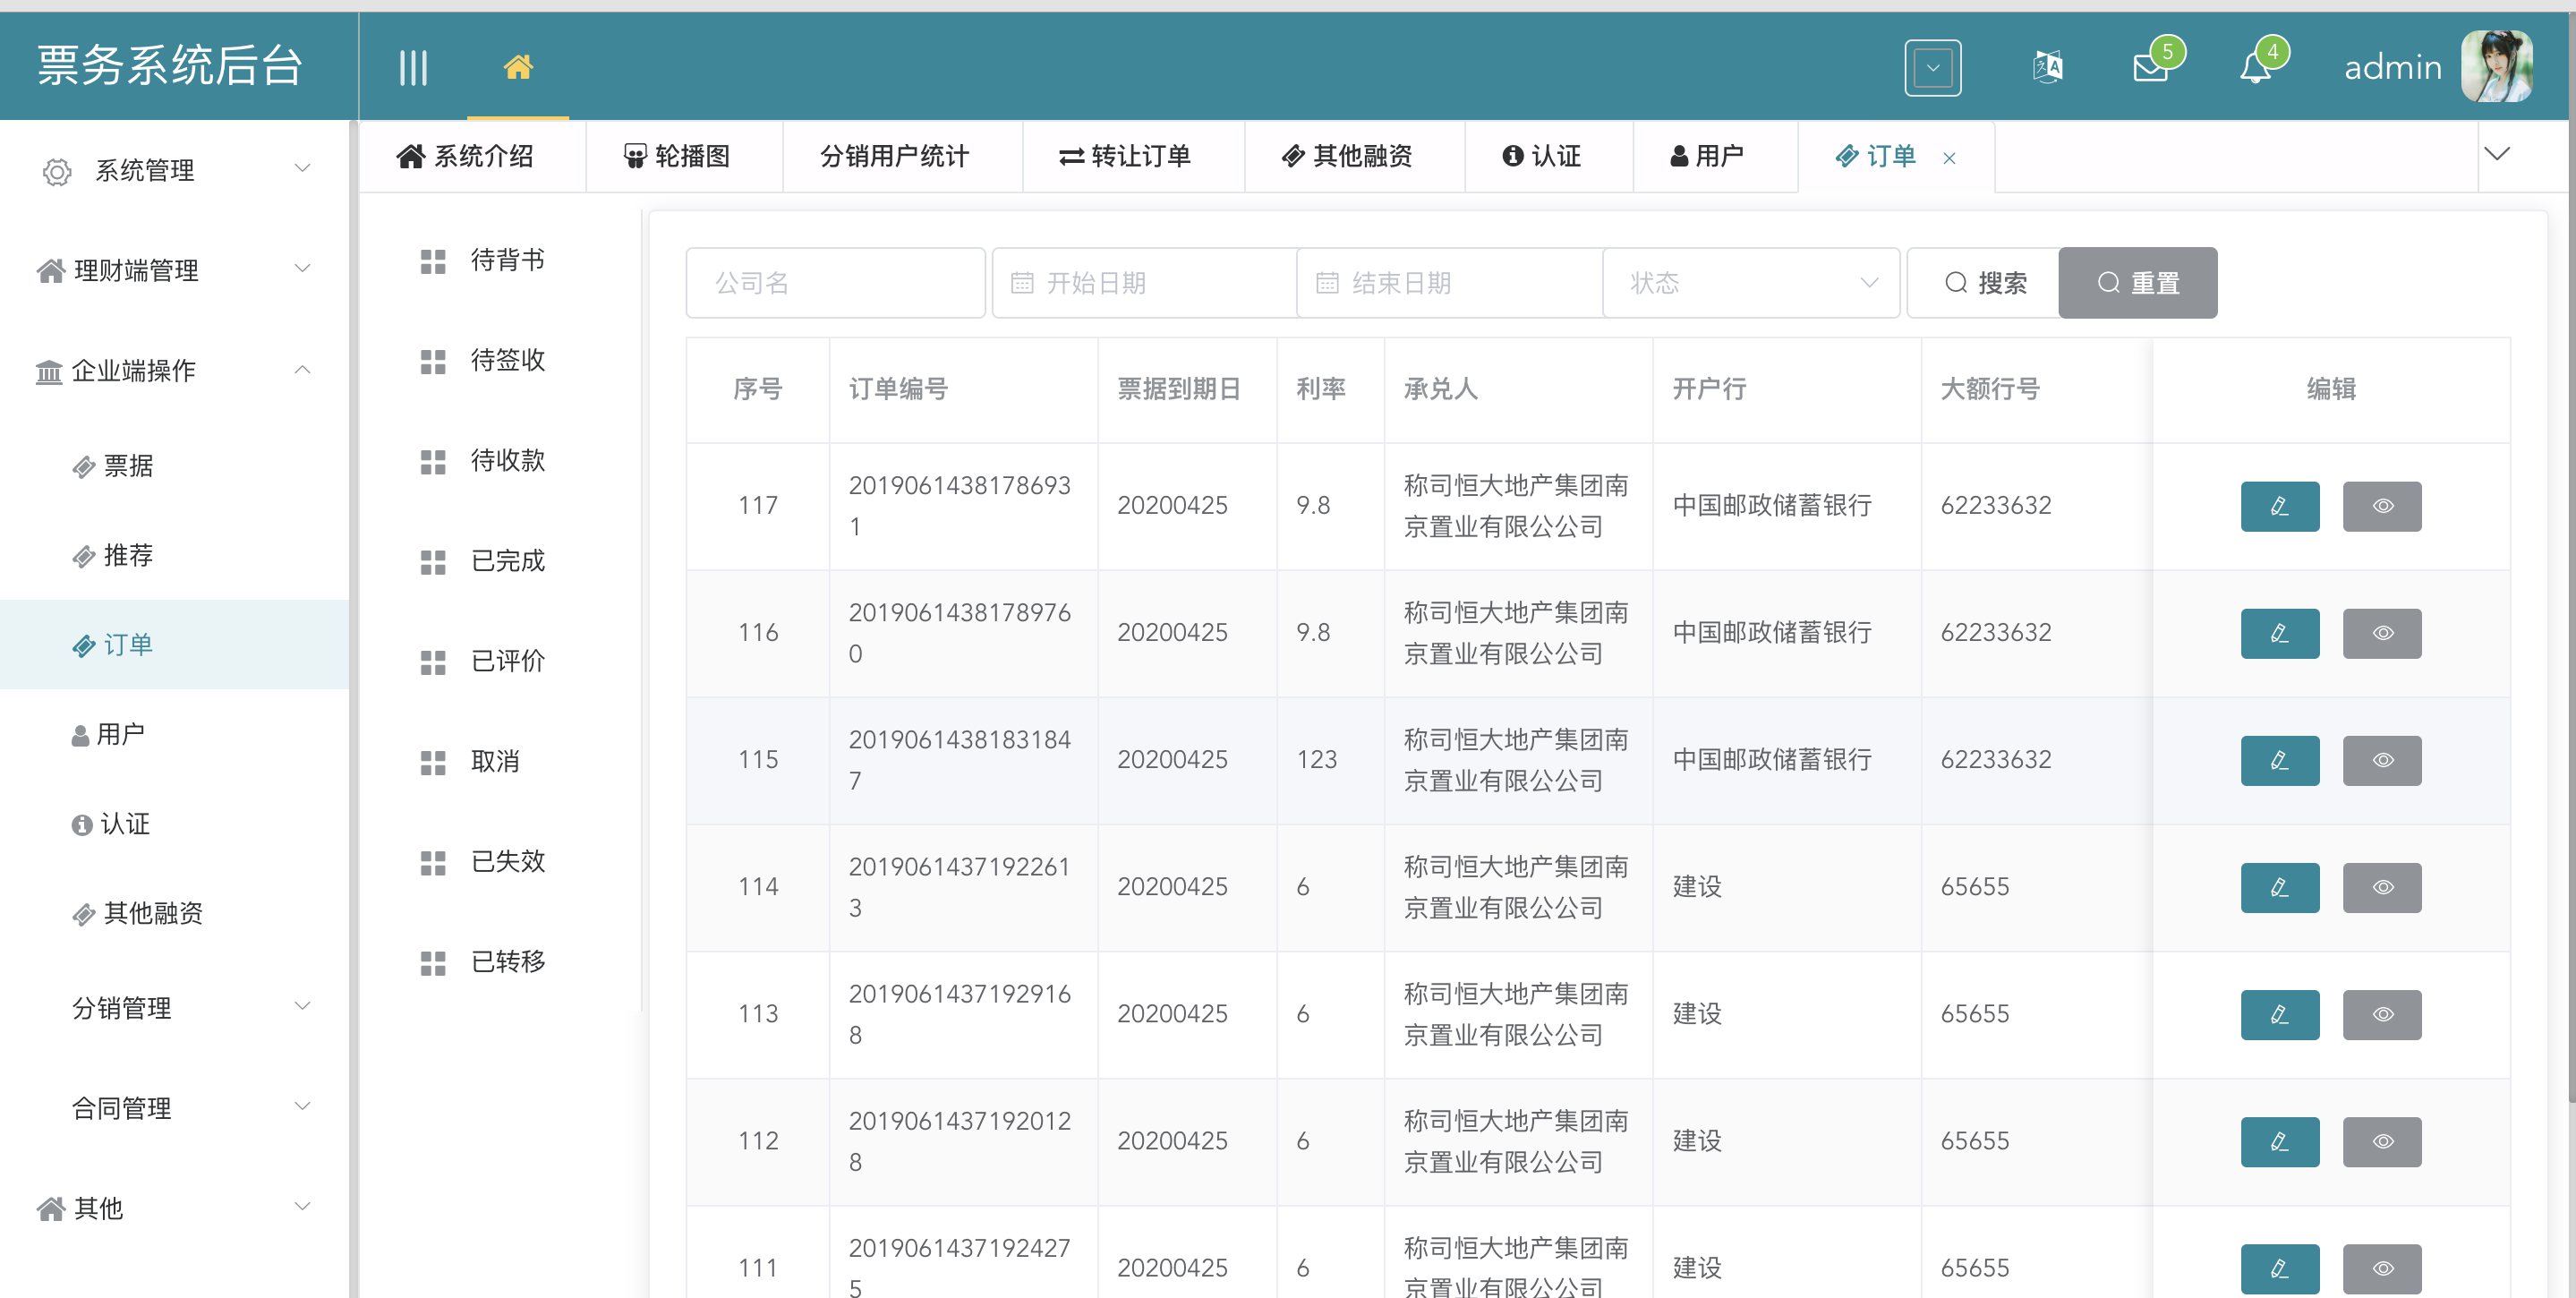 票务系统后台
5
4
admin
系统介绍
轮播图
分销用户统计
转让订单
其他融资
认证
用户
订单
系统管理
理财端管理
企业端操作
票据
推荐
订单
用户
认证
其他融资
分销管理
合同管理
其他
待背书
待签收
待收款
已完成
已评价
取消
已失效
已转移
公司名
开始日期
结束日期
状态
搜索
重置
序号 订单编号 票据到期日 利率 承兑人 开户行 大额行号 编辑
117
2019061438178693
1
20200425
9.8
称司恒大地产集团南
京置业有限公公司
中国邮政储蓄银行
62233632
116
2019061438178976
0
20200425
9.8
称司恒大地产集团南
京置业有限公公司
中国邮政储蓄银行
62233632
115
2019061438183184
7
20200425
123
称司恒大地产集团南
京置业有限公公司
中国邮政储蓄银行
62233632
114
2019061437192261
3
20200425
6
称司恒大地产集团南
京置业有限公公司
建设
65655
113
2019061437192916
8
20200425
6
称司恒大地产集团南
京置业有限公公司
建设
65655
112
2019061437192012
8
20200425
6
称司恒大地产集团南
京置业有限公公司
建设
65655
111
2019061437192427
5
20200425
6
称司恒大地产集团南
京置业有限公公司
建设
65655